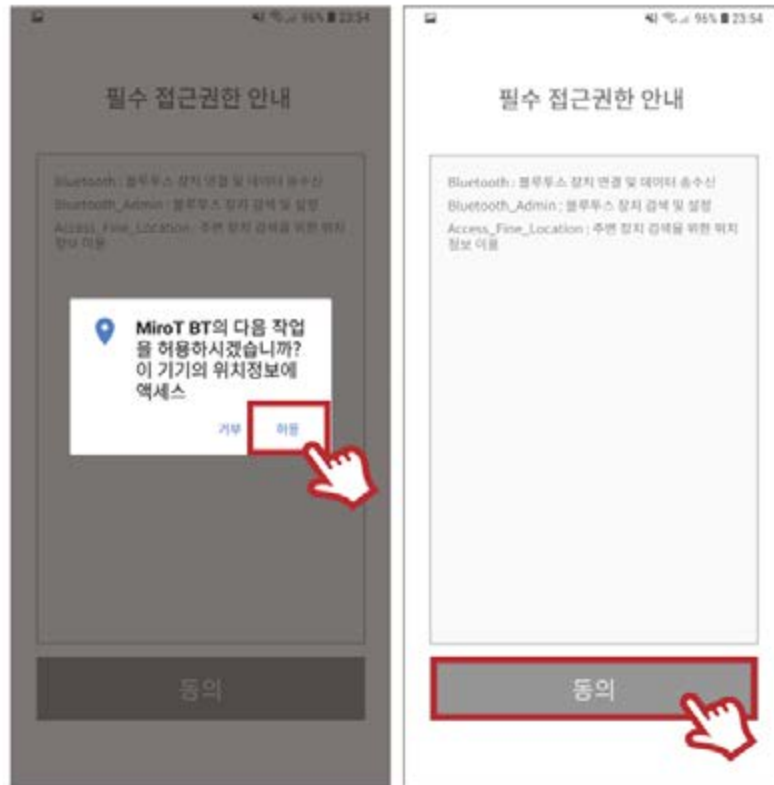 96% 23:54
필수 접근권한 안내
Bluetooth : 블루투스 장치 연결 및 데이터 송수신
Bluetooth_Admin : 블루투스 장치 검색 및 설정
Access_Fine_Location : 주변 장치 검색을 위한 위치
정보 이용
MiroT BT의 다음 작업
을 허용하시겠습니까?
이 기기의 위치정보에
액세스
거부 허용
동의
95% 23:54
필수 접근권한 안내
Bluetooth : 블루투스 장치 연결 및 데이터 송수신
Bluetooth_Admin : 블루투스 장치 검색 및 설정
Access_Fine_Location : 주변 장치 검색을 위한 위치
정보 이용
동의